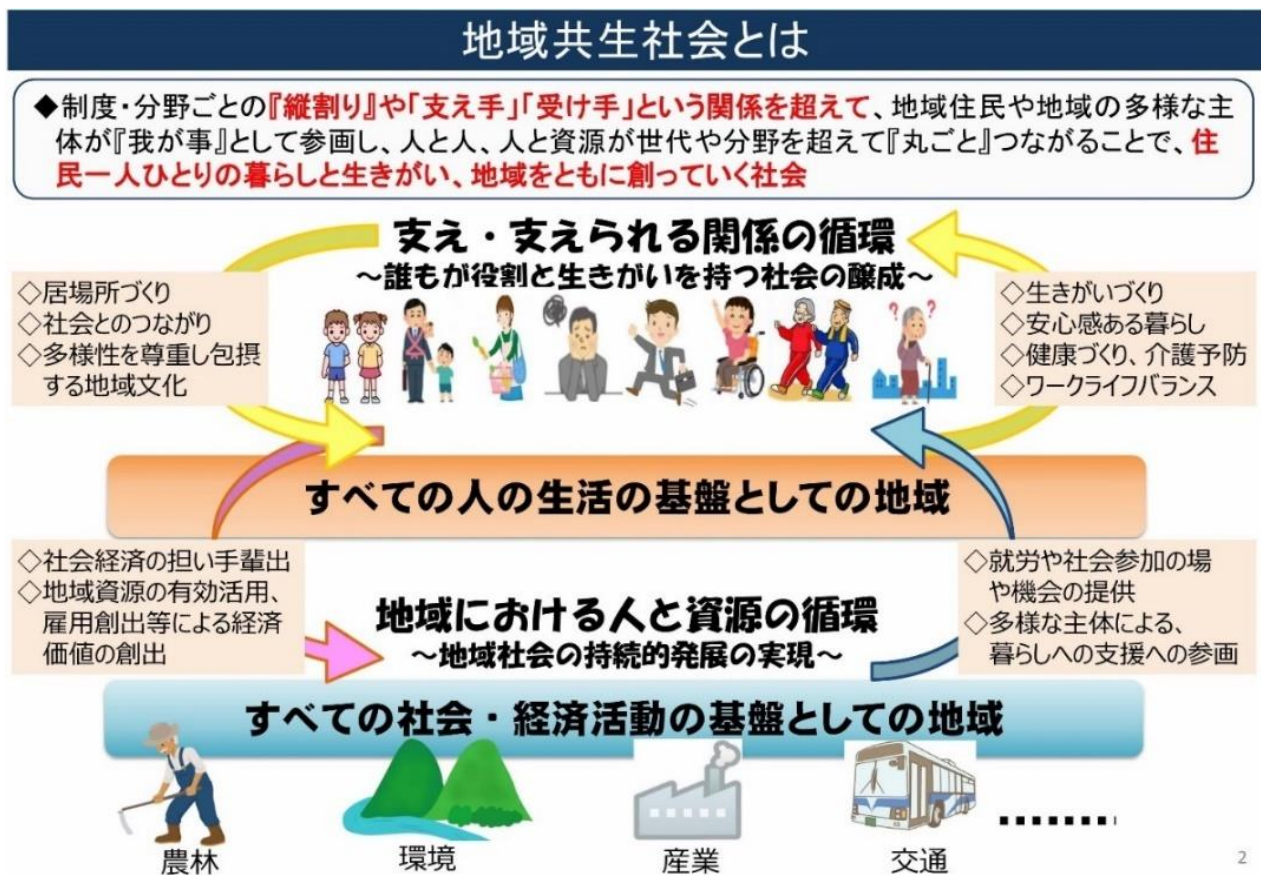 地域共生社会とは
◆制度・分野ごとの『縦割り』や「支え手」「受け手」という関係を超えて、地域住民や地域の多様な主
体が『我が事』として参画し、人と人、人と資源が世代や分野を超えて『丸ごと』つながることで、住
民一人ひとりの暮らしと生きがい、地域をともに創っていく社会
支え・支えられる関係の循環
～誰もが役割と生きがいを持つ社会の醸成～
◇居場所づくり
◇社会とのつながり
◇多様性を尊重し包摂
する地域文化
◇生きがいづくり
◇安心感ある暮らし
◇健康づくり、介護予防
◇ワークライフバランス
すべての人の生活の基盤としての地域
◇社会経済の担い手輩出
◇地域資源の有効活用、
雇用創出等による経済
価値の創出
地域における人と資源の循環
～地域社会の持続的発展の実現～
◇就労や社会参加の場
や機会の提供
◇多様な主体による、
暮らしへの支援への参画
すべての社会・経済活動の基盤としての地域
農林
環境
産業
交通
2